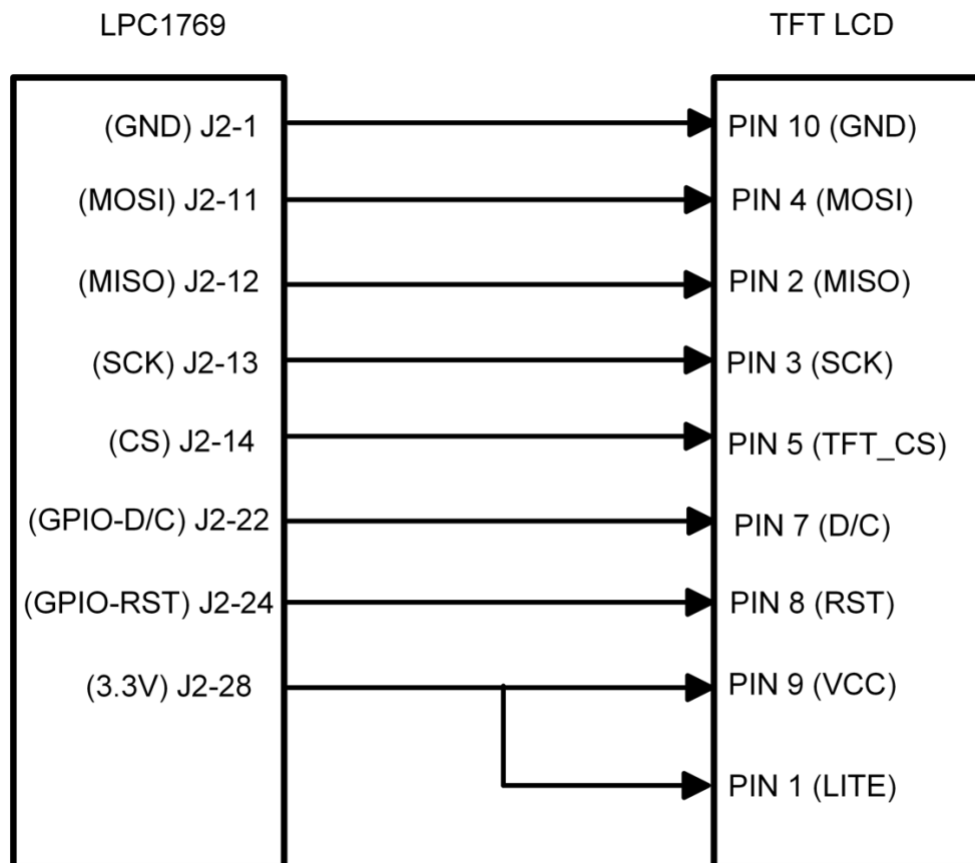 LPC1769 TFT LCD
(GND) J2-1 PIN 10 (GND)
(MOSI) J2-11 PIN 4 (MOSI)
(MISO) J2-12 PIN 2 (MISO)
(SCK) J2-13 PIN 3 (SCK)
(CS) J2-14 PIN 5 (TFT_CS)
(GPIO-D/C) J2-22 PIN 7 (D/C)
(GPIO-RST) J2-24 PIN 8 (RST)
(3.3V) J2-28 PIN 9 (VCC)
PIN 1 (LITE)